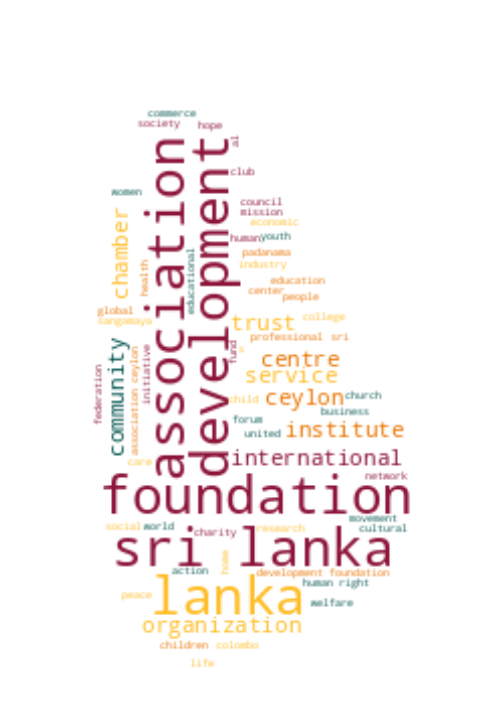 commerce
society
hope
al
association
development
club
women
council
mission
chamber
economic
human
youth
educational
padanama
health
industry
education
center
people
global
sangamaya
trust
college
professional
sri
community
initiative
fund
s
centre
federation
association ceylon
service
child
ceylon
church
business
forum
united
institute
care
international
network
foundation
movement
social
world
charity
research
cultural
sri lanka
action
home
development foundation
human right
peace
lanka
welfare
organization
children
colombo
life